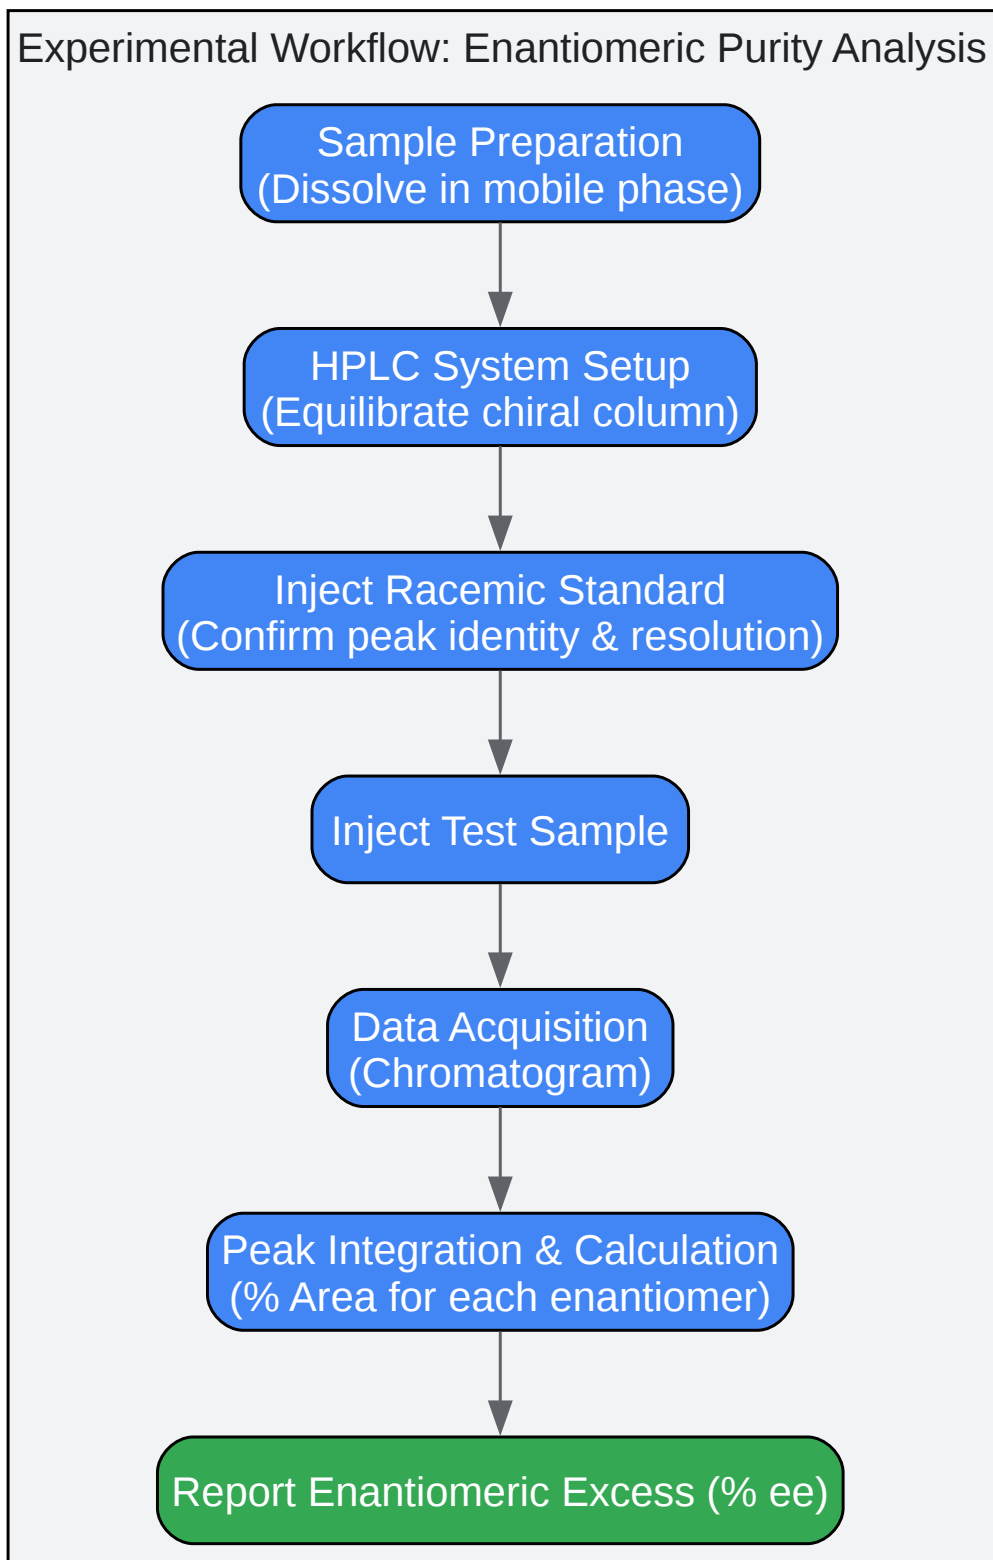 Experimental Workflow: Enantiomeric Purity Analysis
Sample Preparation
(Dissolve in mobile phase)
HPLC System Setup
(Equilibrate chiral column)
Inject Racemic Standard
(Confirm peak identity & resolution)
Inject Test Sample
Data Acquisition
(Chromatogram)
Peak Integration & Calculation
(% Area for each enantiomer)
Report Enantiomeric Excess (% ee)